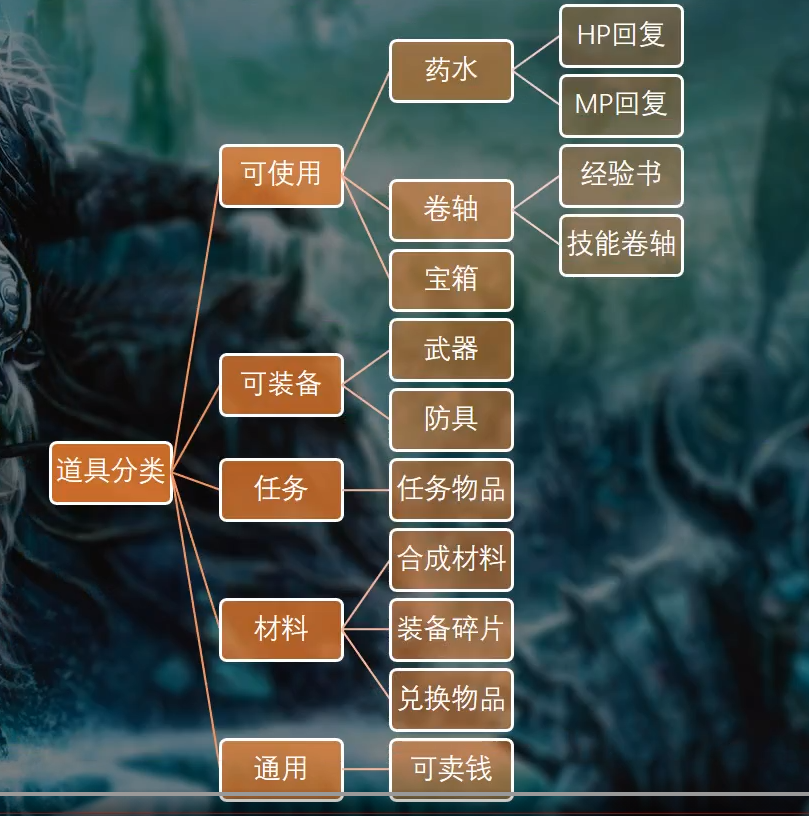 道具分类
可使用
药水
HP回复
MP回复
卷轴
经验书
技能卷轴
宝箱
可装备
武器
防具
任务
任务物品
材料
合成材料
装备碎片
兑换物品
通用
可卖钱